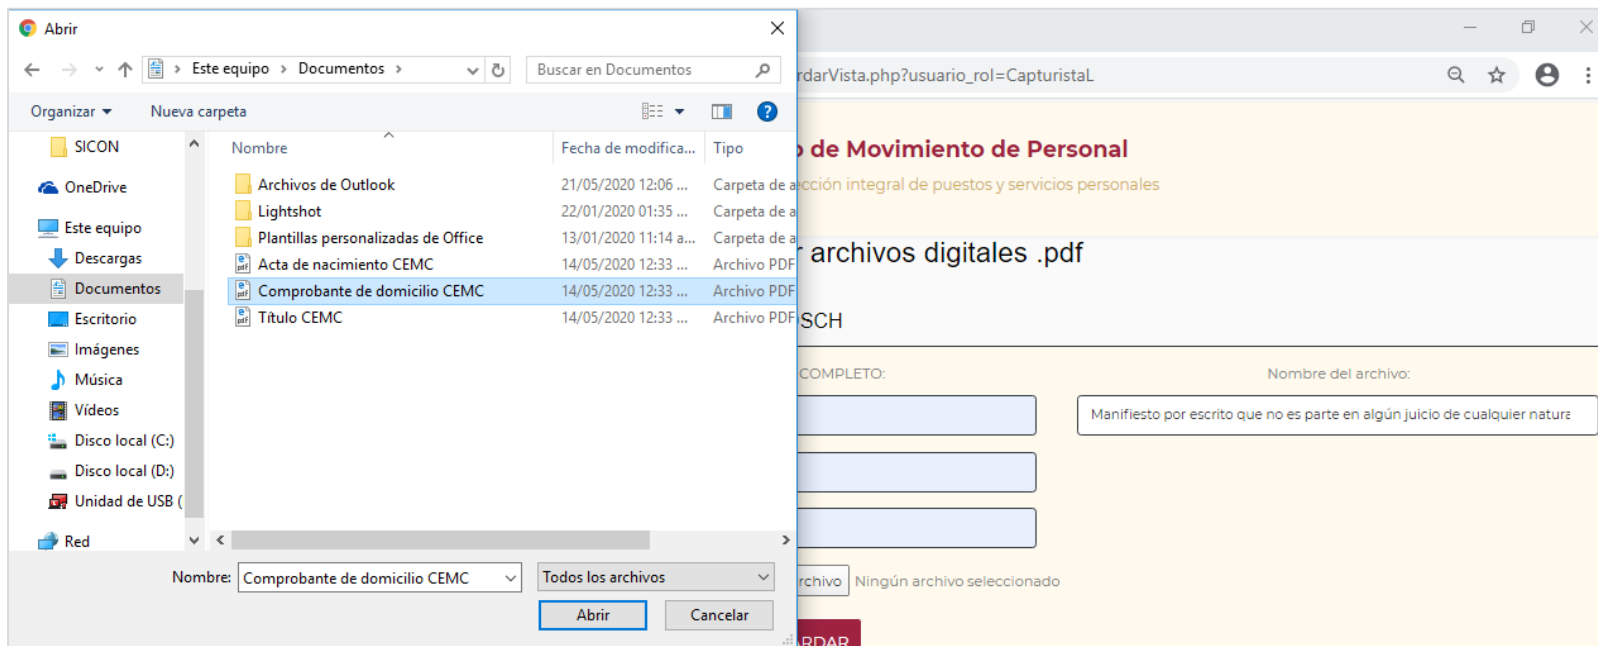 Abrir
Este equipo > Documentos >
Buscar en Documentos
Organizar
Nueva carpeta
SICON
OneDrive
Este equipo
Descargas
Documentos
Escritorio
Imágenes
Música
Vídeos
Disco local (C:)
Disco local (D:)
Unidad de USB (
Red
Nombre
Fecha de modifica...
Tipo
Archivos de Outlook 21/05/2020 12:06 ... Carpeta de a
Lightshot 22/01/2020 01:35 ... Carpeta de a
Plantillas personalizadas de Office 13/01/2020 11:14 a... Carpeta de a
Acta de nacimiento CEMC 14/05/2020 12:33 ... Archivo PDF
Comprobante de domicilio CEMC 14/05/2020 12:33 ... Archivo PDF
Título CEMC 14/05/2020 12:33 ... Archivo PDF
Nombre: Comprobante de domicilio CEMC
Todos los archivos
Abrir
Cancelar
rdarVista.php?usuario_rol=CapturistaL
o de Movimiento de Personal
ección integral de puestos y servicios personales
r archivos digitales .pdf
SCH
COMPLETO:
Nombre del archivo:
Manifiesto por escrito que no es parte en algún juicio de cualquier natura
rchivo Ningún archivo seleccionado
ARDAR